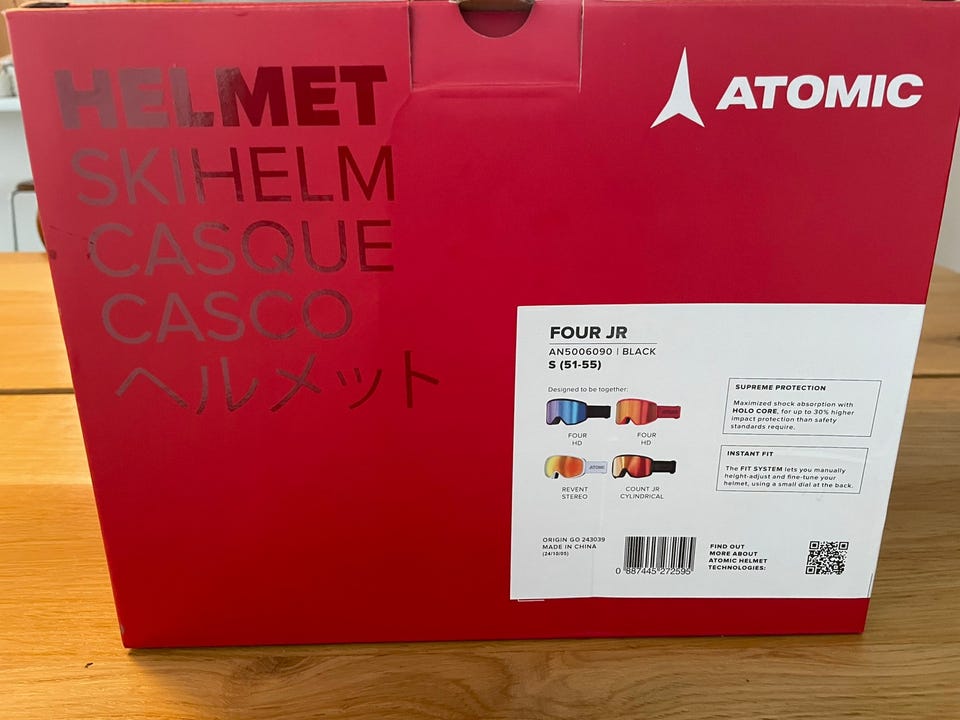 HELMET
SKIHELM
CASQUE
CASCO
ヘルメット
ATOMIC
FOUR JR
AN5006090 | BLACK
S (51-55)
Designed to be together:
FOUR
HD
FOUR
HD
REVENT
STEREO
COUNT JR
CYLINDRICAL
SUPREME PROTECTION
Maximized shock absorption with
HOLO CORE, for up to 30% higher
impact protection than safety
standards require.
INSTANT FIT
The FIT SYSTEM lets you manually
height-adjust and fine-tune your
helmet, using a small dial at the back.
ORIGIN GO 243039
MADE IN CHINA
(24/10/05)
0 887445 272595
FIND OUT
MORE ABOUT
ATOMIC HELMET
TECHNOLOGIES: